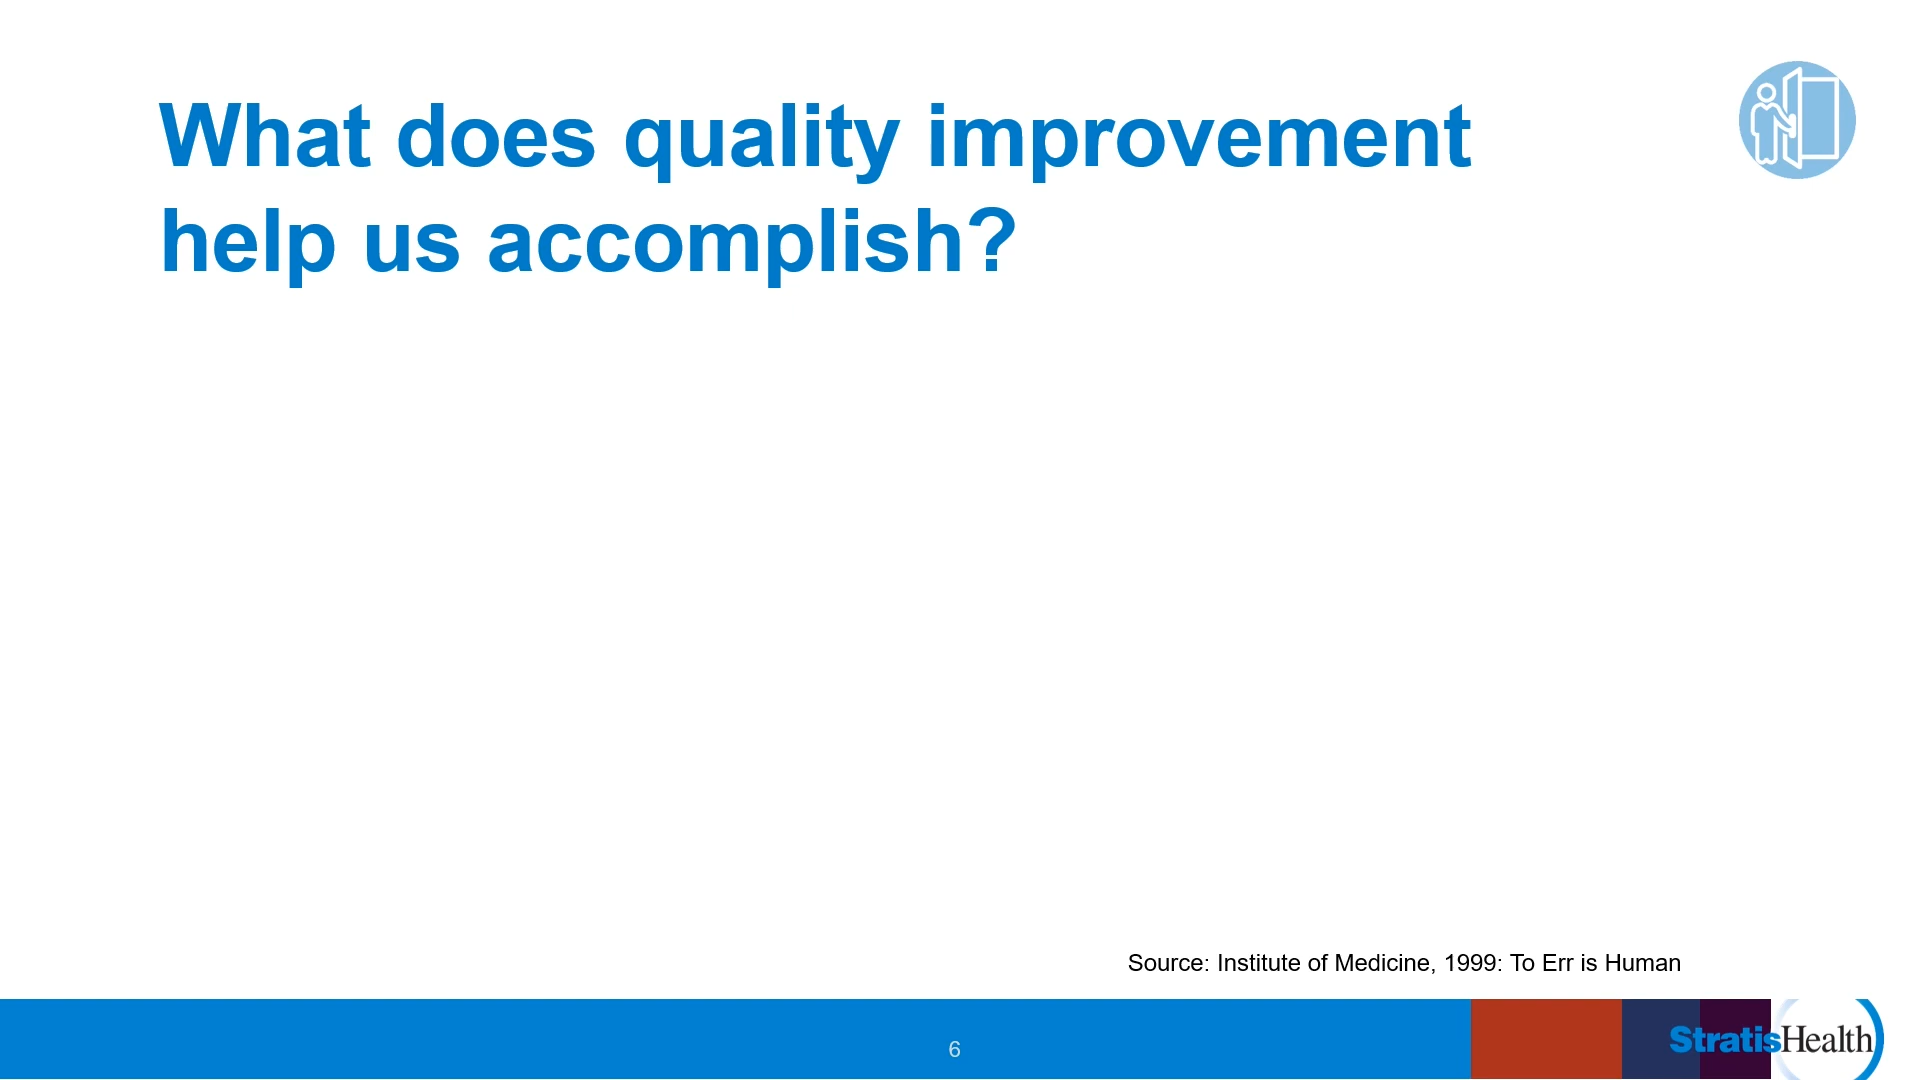 What does quality improvement
help us accomplish?
Source: Institute of Medicine, 1999: To Err is Human
6
StratisHealth